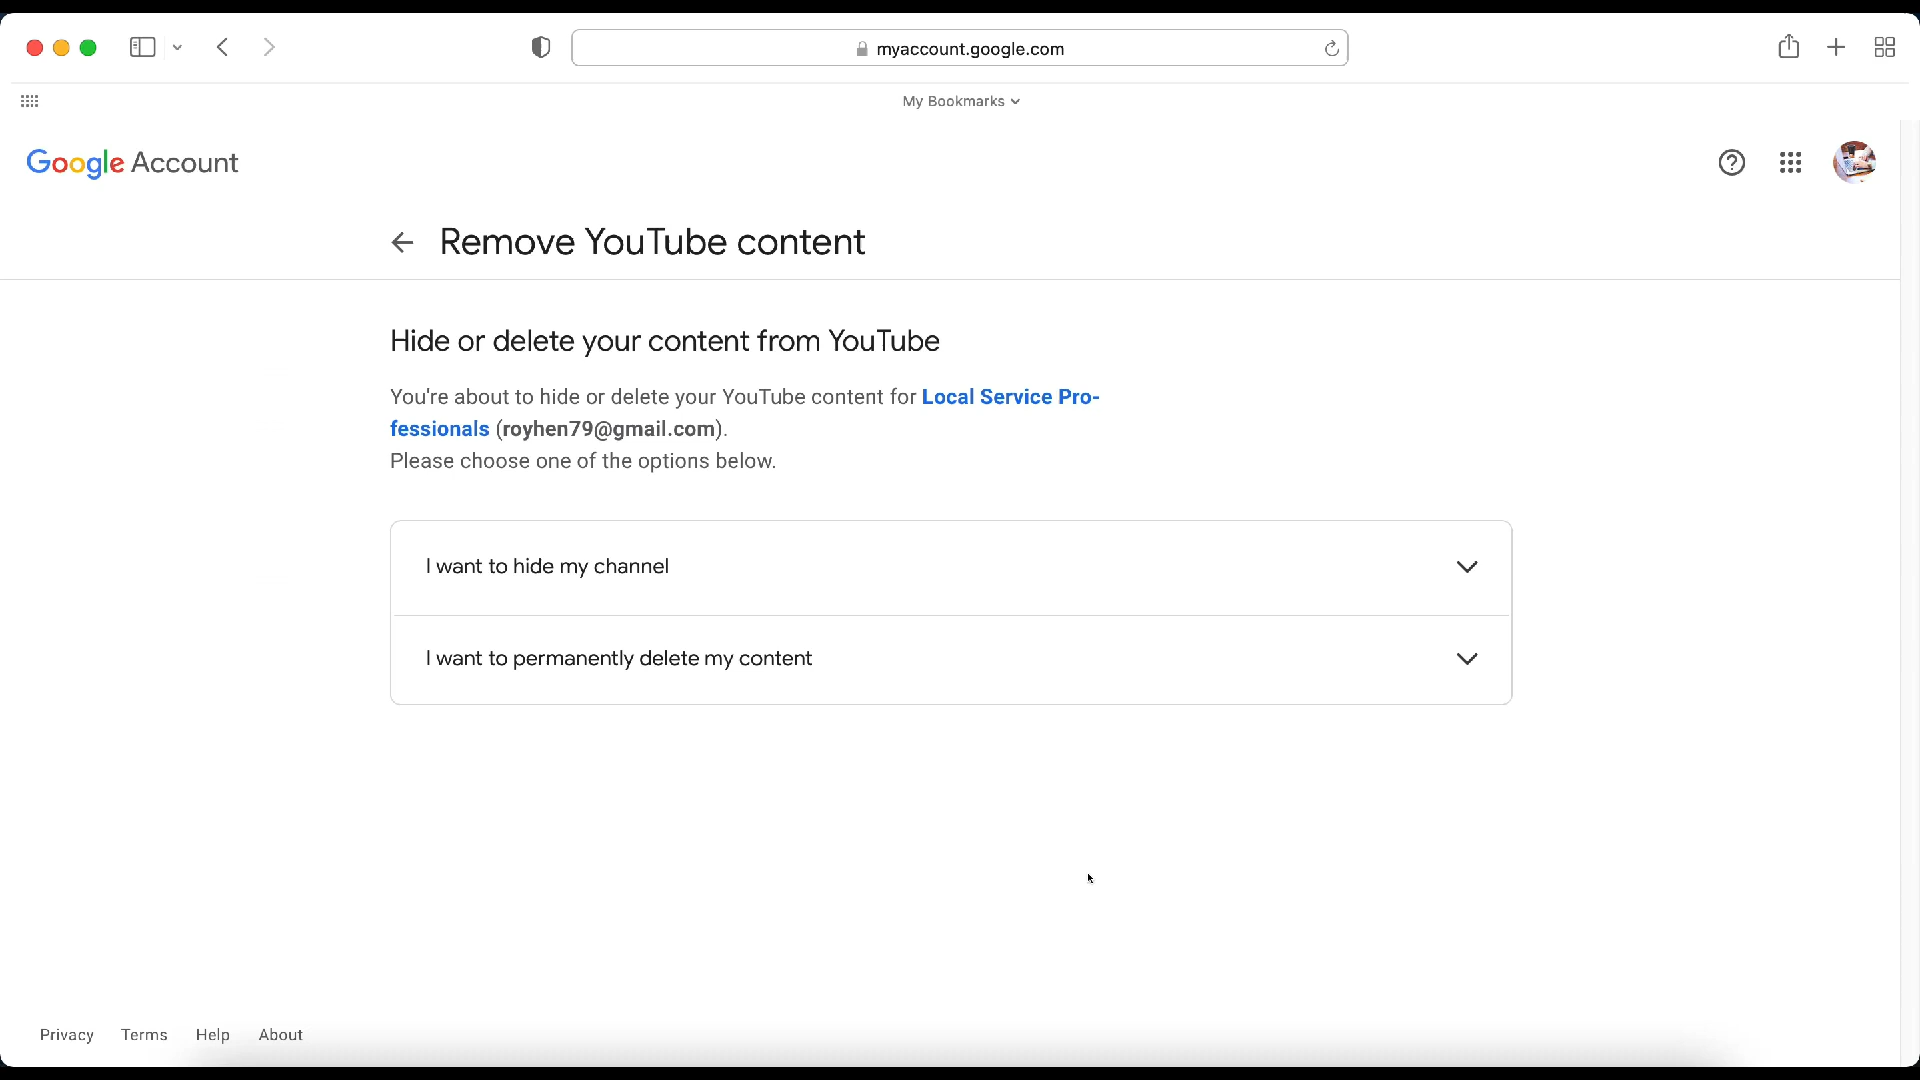 myaccount.google.com
My Bookmarks
Google Account
Remove YouTube content
Hide or delete your content from YouTube
You're about to hide or delete your YouTube content for Local Service Pro-
fessionals (royhen79@gmail.com).
Please choose one of the options below.
I want to hide my channel
I want to permanently delete my content
Privacy Terms Help About